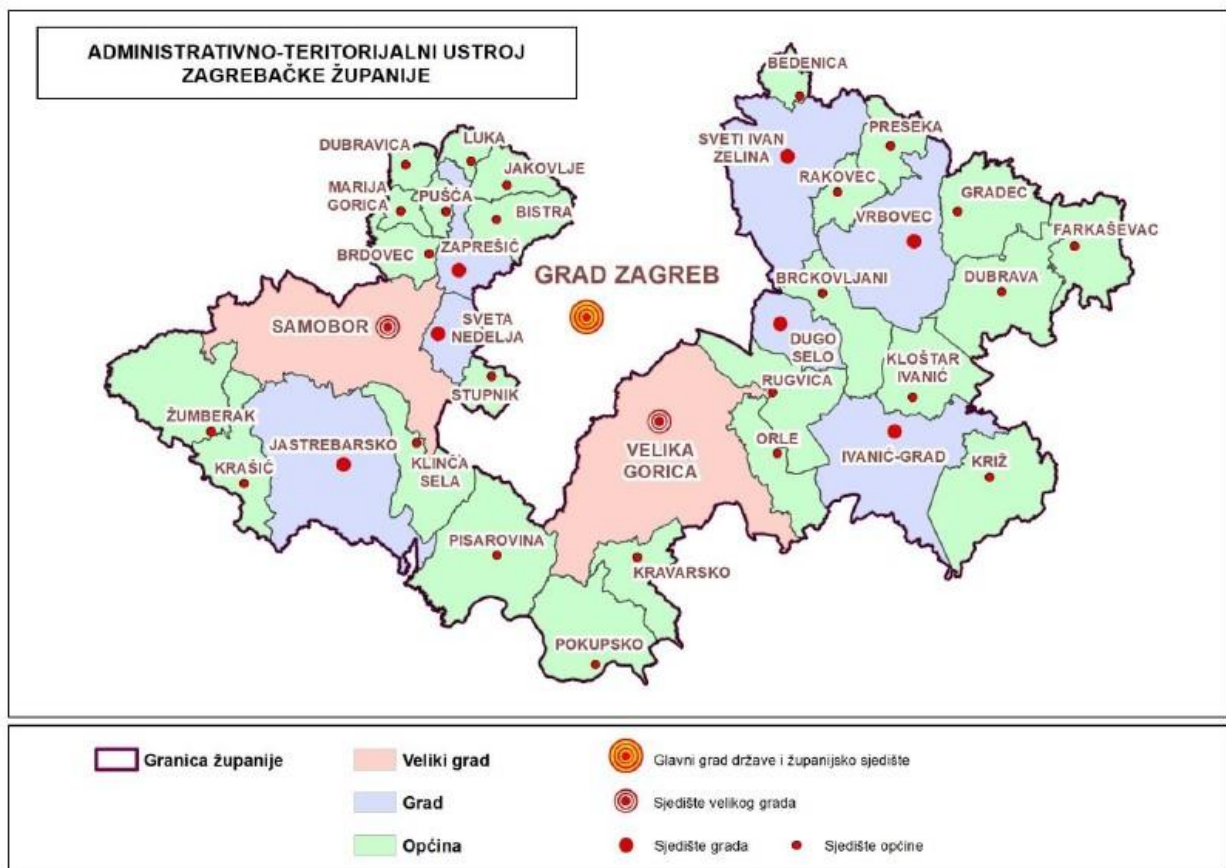 ADMINISTRATIVNO-TERITORIJALNI USTROJ
ZAGREBAČKE ŽUPANIJE
BEDENICA
PRESEKA
SVETI IVAN
ZELINA
RAKOVEC
GRADEC
VRBOVEC
FARKAŠEVAC
DUBRAVA
BRCKOVLJANI
DUBRAVICA
LUKA
JAKOVLJE
MARIJA
GORICA
PUŠĆA
BISTRA
BRDOVEC
ZAPREŠIĆ
GRAD ZAGREB
SAMOBOR
SVETA
NEDELJA
STUPNIK
DUGO
SELO
KLOŠTAR
IVANIĆ
RUGVICA
ŽUMBERAK
JASTREBARSKO
KRAŠIĆ
KLINČA
SELA
VELIKA
GORICA
ORLE
IVANIĆ-GRAD
KRIŽ
PISAROVINA
KRAVARSKO
POKUPSKO
Granica županije
Veliki grad
Glavni grad države i županijsko sjedište
Grad
Sjedište velikog grada
Općina
Sjedište grada
Sjedište općine